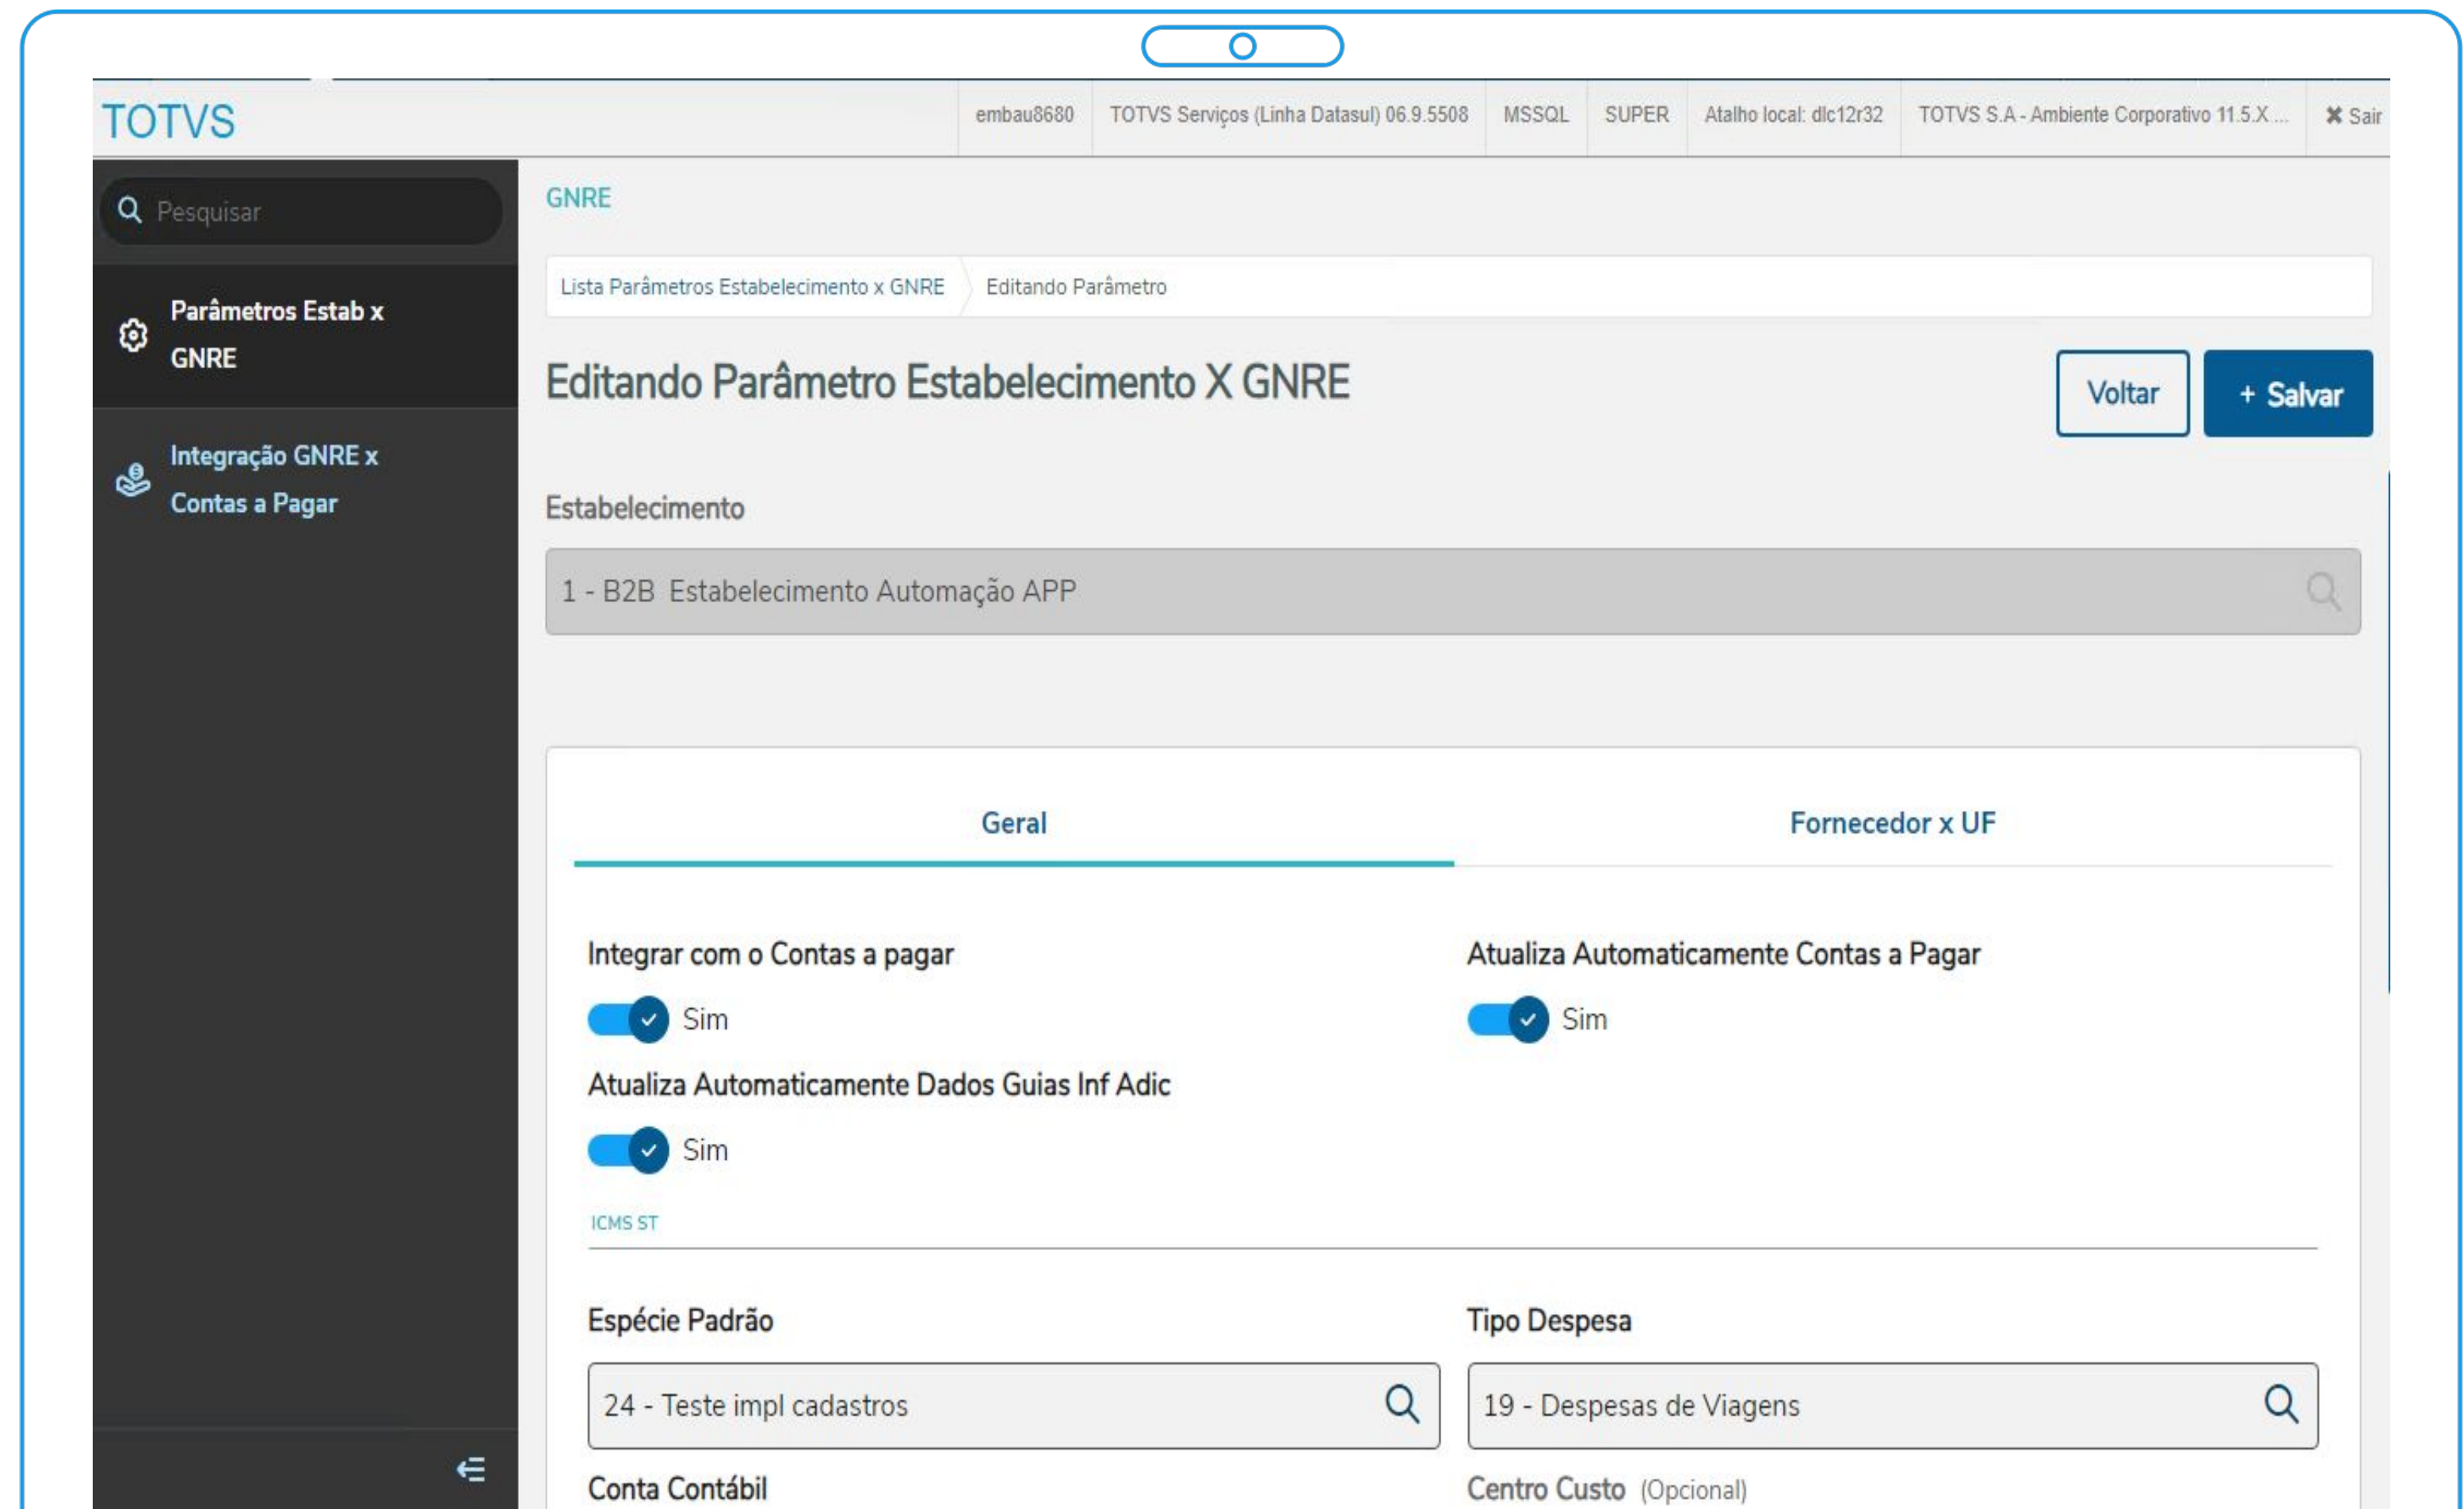 TOTVS
embau8680 TOTVS Serviços (Linha Datasul) 06.9.5508 MSSQL SUPER Atalho local: dlc12r32 TOTVS S.A - Ambiente Corporativo 11.5.X ... ✖ Sair
Pesquisar
Parâmetros Estab x
GNRE
Integração GNRE x
Contas a Pagar
GNRE
Lista Parâmetros Estabelecimento x GNRE Editando Parâmetro
Editando Parâmetro Estabelecimento X GNRE
Voltar + Salvar
Estabelecimento
1 - B2B Estabelecimento Automação APP
Geral Fornecedor x UF
Integrar com o Contas a pagar Atualiza Automaticamente Contas a Pagar
Sim Sim
Atualiza Automaticamente Dados Guias Inf Adic
Sim
ICMS ST
Espécie Padrão Tipo Despesa
24 - Teste impl cadastros 19 - Despesas de Viagens
Conta Contábil Centro Custo (Opcional)